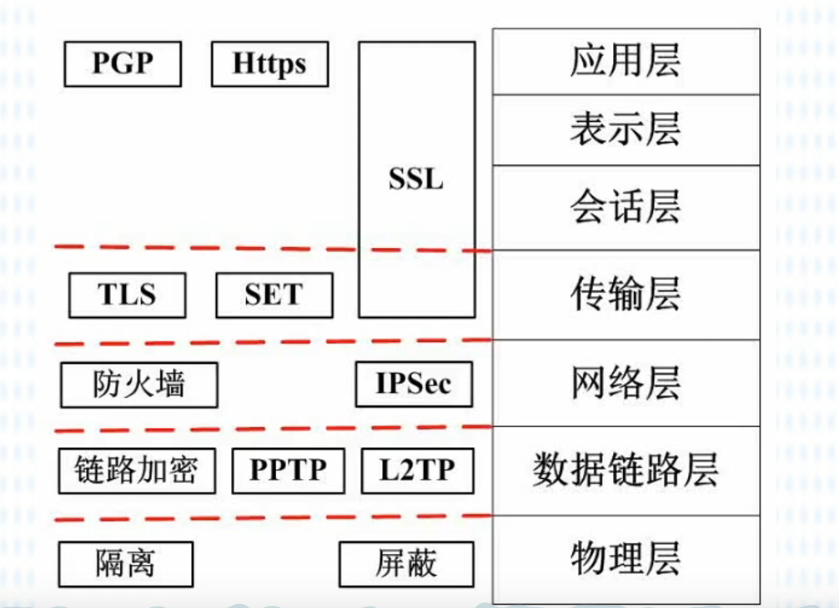 PGP
Https
应用层
表示层
SSL
会话层
TLS
SET
传输层
防火墙
IPSec
网络层
链路加密
PPTP
L2TP
数据链路层
隔离
屏蔽
物理层